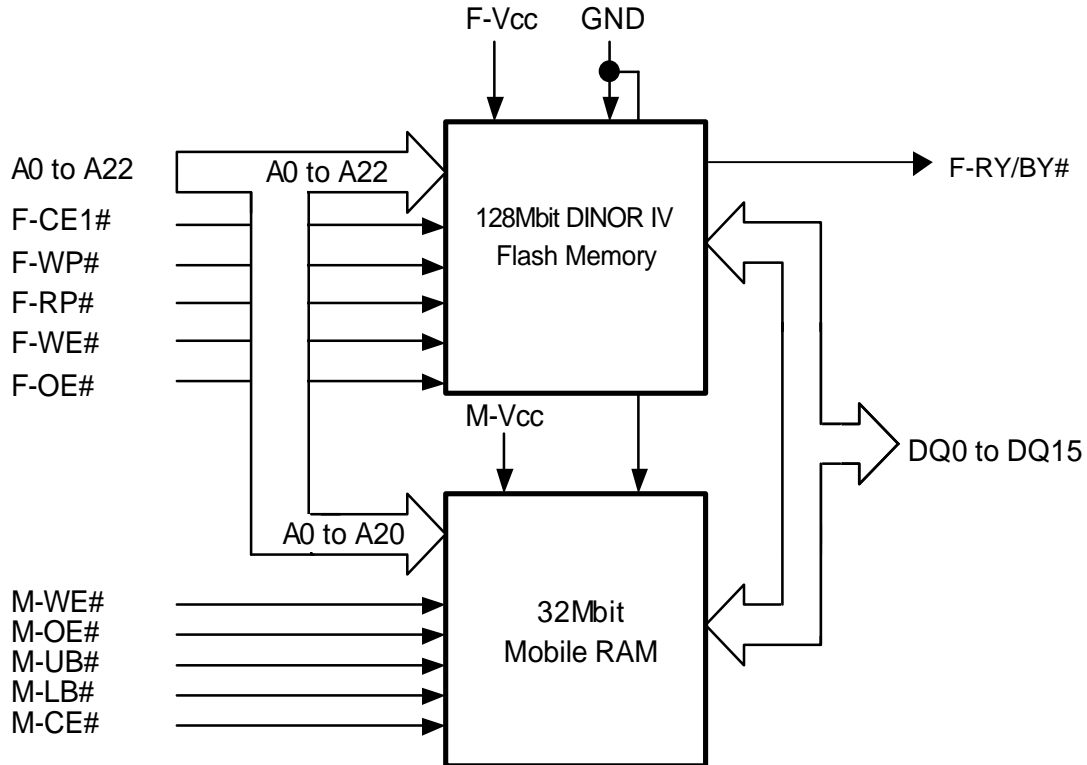 F-Vcc GND
A0 to A22 A0 to A22
F-RY/BY#
F-CE1#
F-WP#
F-RP#
F-WE#
F-OE#
128Mbit DINOR IV
Flash Memory
M-Vcc
DQ0 to DQ15
A0 to A20
M-WE#
M-OE#
M-UB#
M-LB#
M-CE#
32Mbit
Mobile RAM